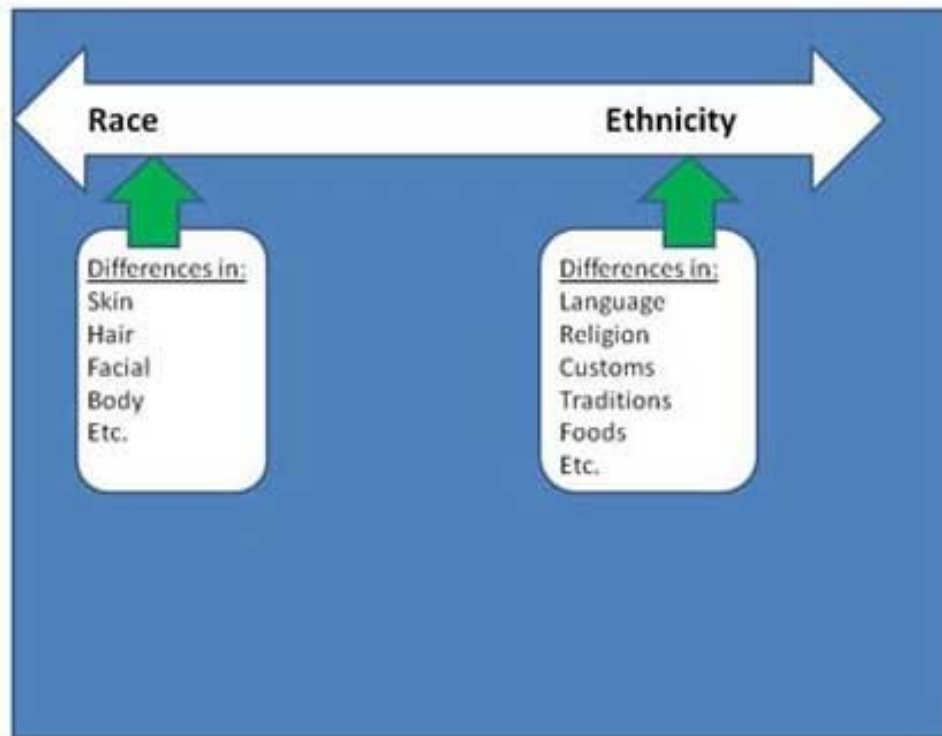 Race
Ethnicity
Differences in:
Skin
Hair
Facial
Body
Etc.
Differences in:
Language
Religion
Customs
Traditions
Foods
Etc.